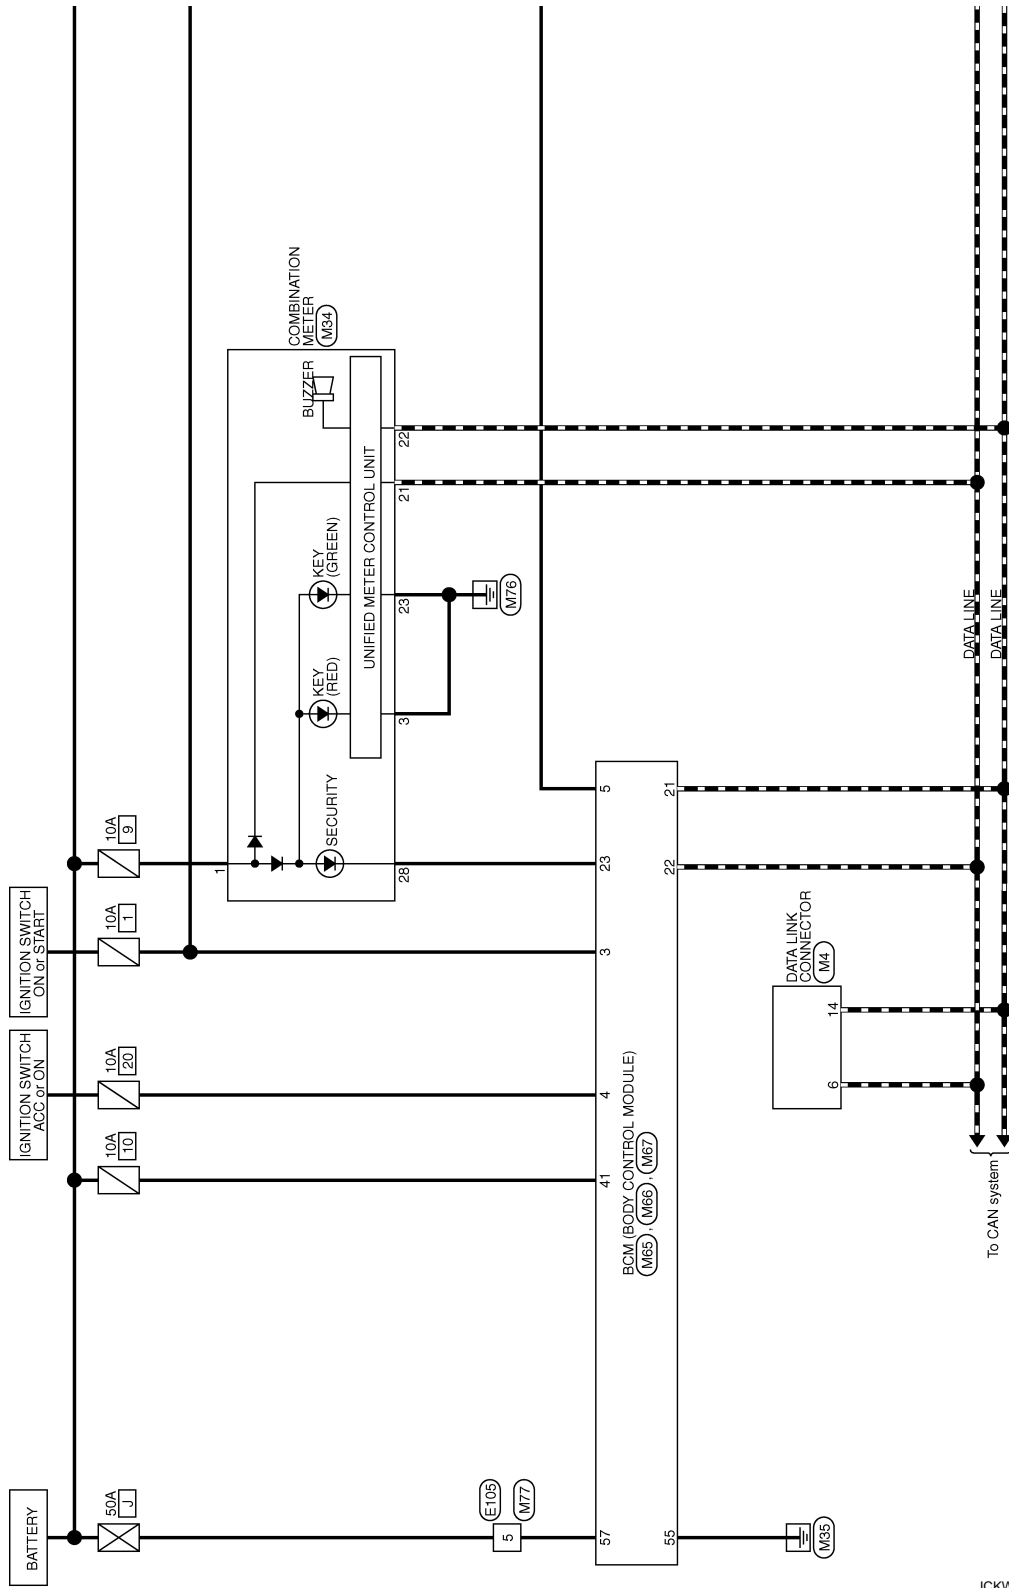 BATTERY
50A
J
E105
5
M77
57
55
M35
IGNITION SWITCH
ACC or ON
10A
10
41
10A
20
4
IGNITION SWITCH
ON or START
10A
1
3
10A
9
1
28
23
5
SECURITY
KEY
(RED)
KEY
(GREEN)
BUZZER
UNIFIED METER CONTROL UNIT
COMBINATION
METER
M34
3
23
21
22
M76
BCM (BODY CONTROL MODULE)
M65 , M66 , M67
22
21
DATA LINK
CONNECTOR
M4
6
14
DATA LINE
DATA LINE
To CAN system